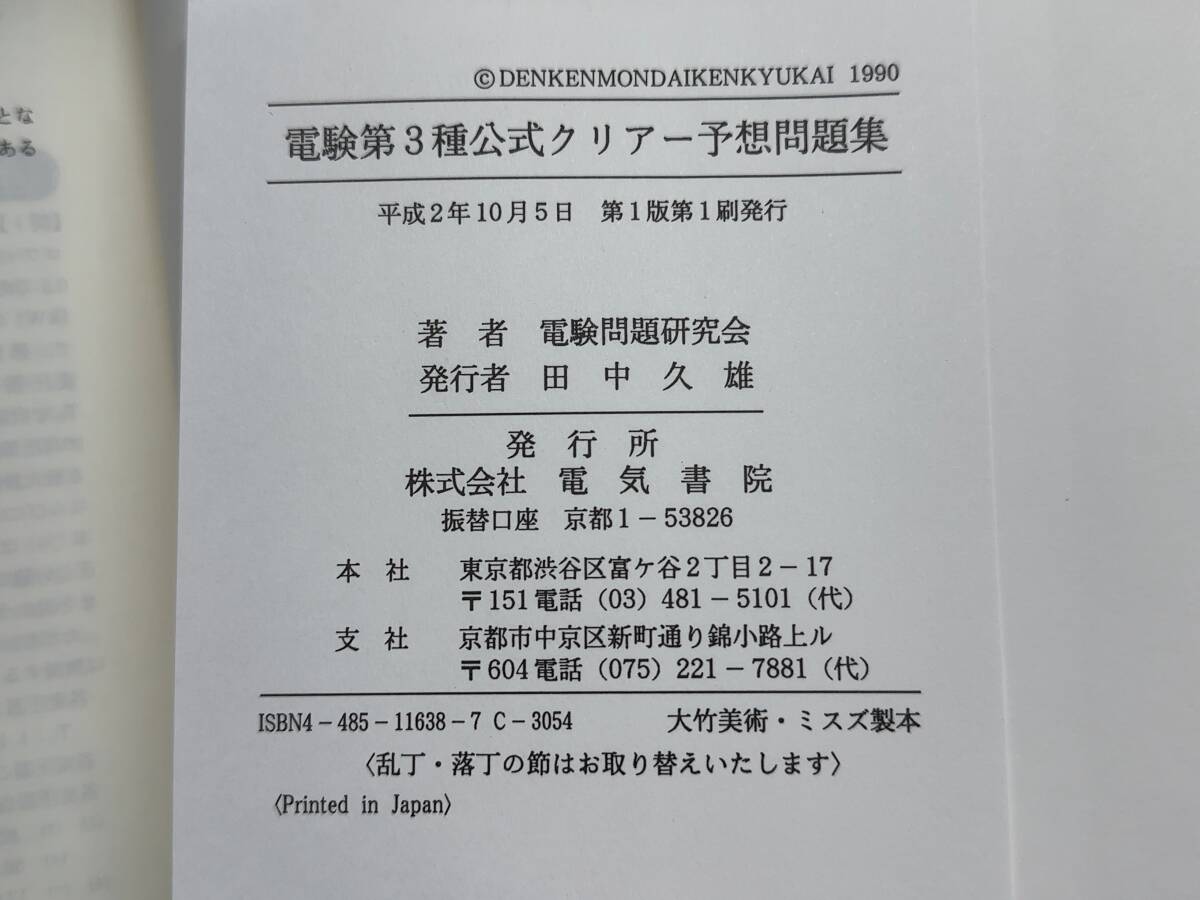 とな
ある
©DENKENMONDAIKENKYUKAI 1990
電験第3種公式クリアー予想問題集
平成2年10月5日 第1版第1刷発行
著 者 電験問題研究会
発行者 田 中 久 雄
発 行 所
株式会社 電 気 書 院
振替口座 京都1－53826
本 社 東京都渋谷区富ケ谷2丁目2－17
〒151電話（03）481－5101（代）
支 社 京都市中京区新町通り錦小路上ル
〒604電話（075）221－7881（代）
ISBN4－485－11638－7 C－3054 大竹美術・ミスズ製本
〈乱丁・落丁の節はお取り替えいたします〉
〈Printed in Japan〉